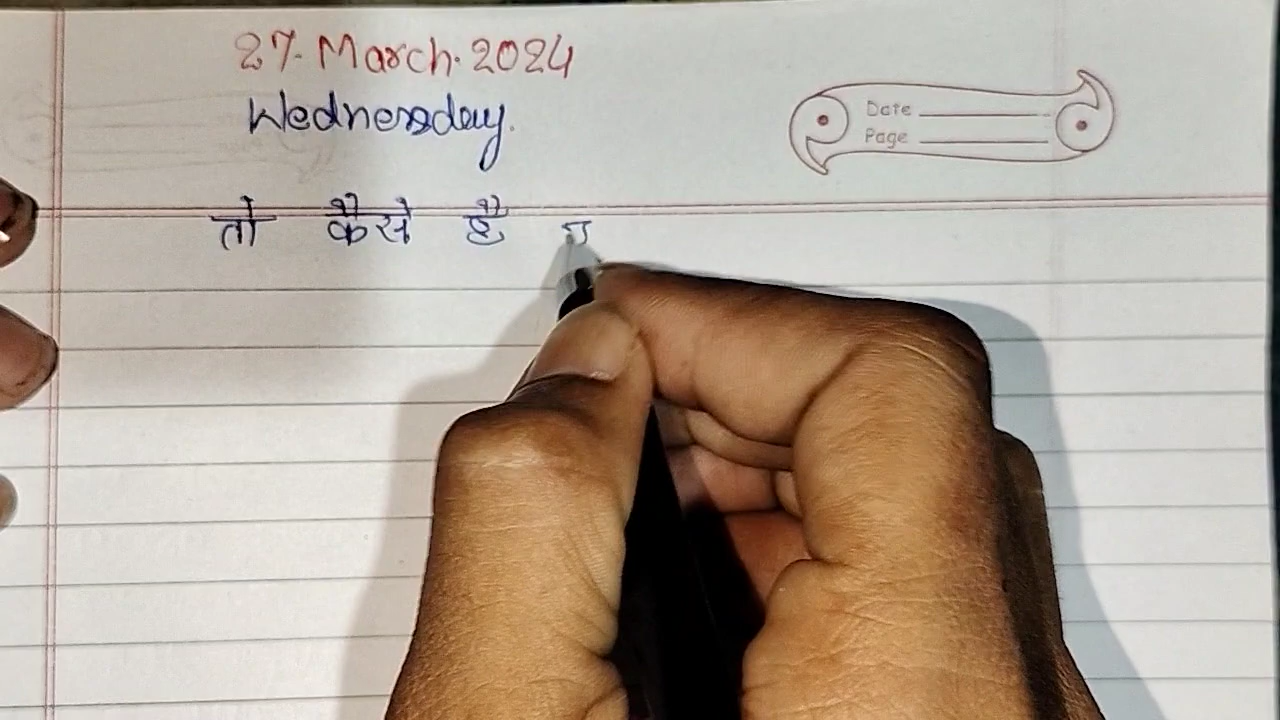 27. March. 2024
Wednesday.
Date
Page
तो कैसे है